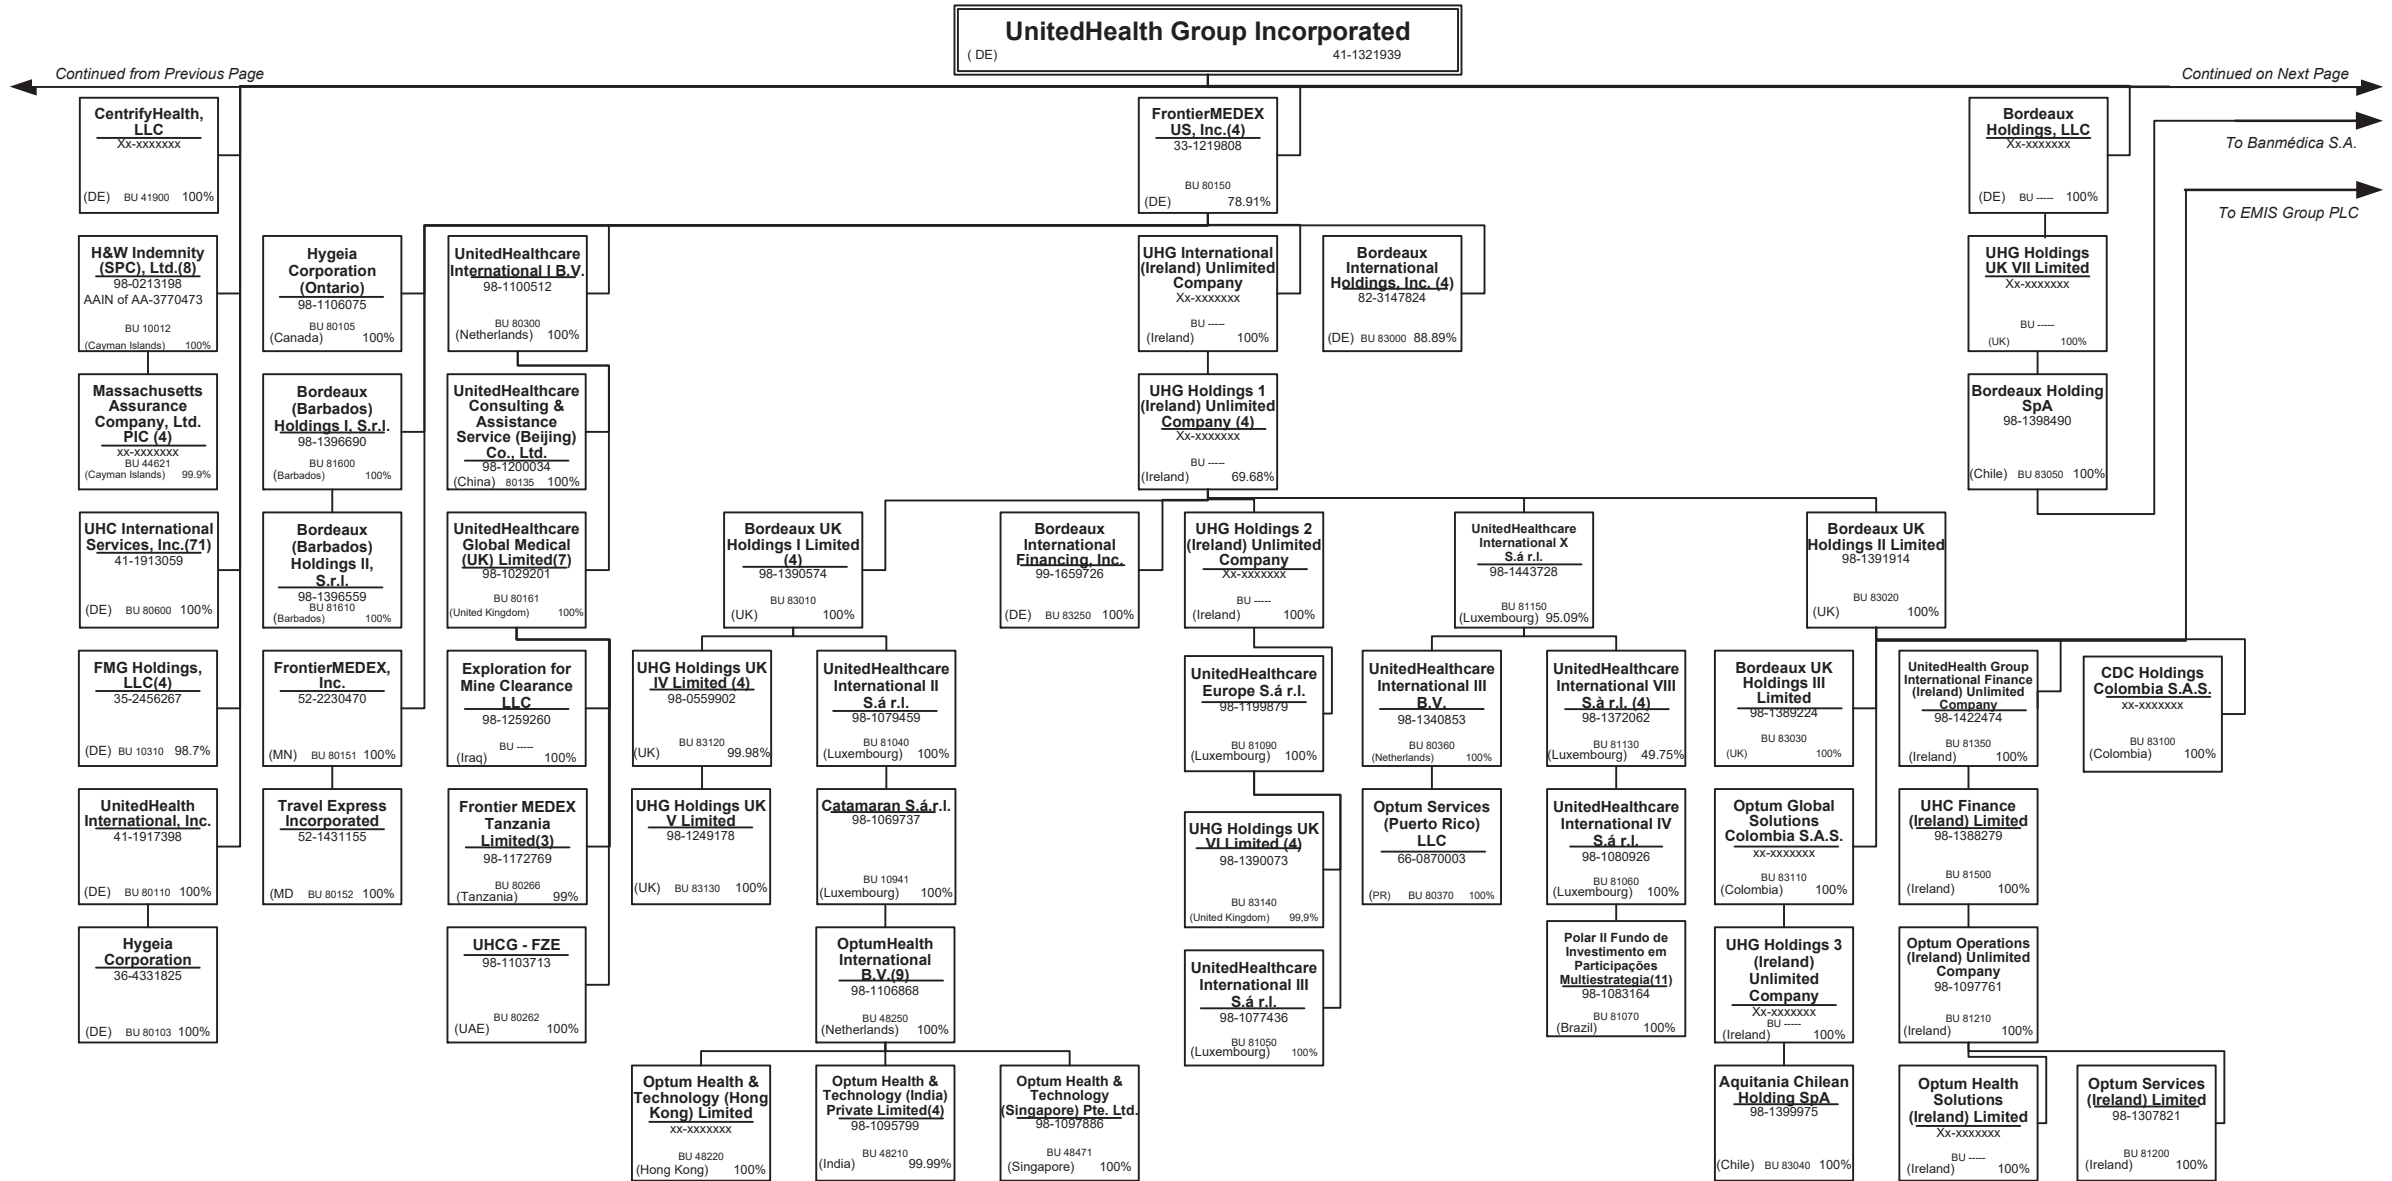 UnitedHealth Group Incorporated
( DE) 41-1321939
Continued from Previous Page
Continued on Next Page
CentrifyHealth,
LLC
Xx-xxxxxxx
(DE) BU 41900 100%
FrontierMEDEX
US, Inc.(4)
33-1219808
BU 80150
(DE) 78.91%
Bordeaux
Holdings, LLC
Xx-xxxxxxx
(DE) BU ----- 100%
To Banmédica S.A.
To EMIS Group PLC
H&W Indemnity
(SPC), Ltd.(8)
98-0213198
AAIN of AA-3770473
BU 10012
(Cayman Islands) 100%
Hygeia
Corporation
(Ontario)
98-1106075
BU 80105
(Canada) 100%
UnitedHealthcare
International I B.V.
98-1100512
BU 80300
(Netherlands) 100%
UHG International
(Ireland) Unlimited
Company
Xx-xxxxxxx
BU -----
(Ireland) 100%
Bordeaux
International
Holdings, Inc. (4)
82-3147824
(DE) BU 83000 88.89%
UHG Holdings
UK VII Limited
Xx-xxxxxxx
BU -----
(UK) 100%
Massachusetts
Assurance
Company, Ltd.
PIC (4)
xx-xxxxxxx
BU 44621
(Cayman Islands) 99.9%
Bordeaux
(Barbados)
Holdings I, S.r.l.
98-1396690
BU 81600
(Barbados) 100%
UnitedHealthcare
Consulting &
Assistance
Service (Beijing)
Co., Ltd.
98-1200034
(China) 80135 100%
UHG Holdings 1
(Ireland) Unlimited
Company (4)
Xx-xxxxxxx
BU -----
(Ireland) 69.68%
Bordeaux Holding
SpA
98-1398490
(Chile) BU 83050 100%
UHC International
Services, Inc.(71)
41-1913059
(DE) BU 80600 100%
Bordeaux
(Barbados)
Holdings II,
S.r.l.
98-1396559
BU 81610
(Barbados) 100%
UnitedHealthcare
Global Medical
(UK) Limited(7)
98-1029201
BU 80161
(United Kingdom) 100%
Bordeaux UK
Holdings I Limited
(4)
98-1390574
BU 83010
(UK) 100%
Bordeaux
International
Financing, Inc.
99-1659726
(DE) BU 83250 100%
UHG Holdings 2
(Ireland) Unlimited
Company
Xx-xxxxxxx
BU -----
(Ireland) 100%
UnitedHealthcare
International X
S.á r.l.
98-1443728
BU 81150
(Luxembourg) 95.09%
Bordeaux UK
Holdings II Limited
98-1391914
BU 83020
(UK) 100%
FMG Holdings,
LLC(4)
35-2456267
(DE) BU 10310 98.7%
FrontierMEDEX,
Inc.
52-2230470
(MN) BU 80151 100%
Exploration for
Mine Clearance
LLC
98-1259260
BU -----
(Iraq) 100%
UHG Holdings UK
IV Limited (4)
98-0559902
BU 83120
(UK) 99.98%
UnitedHealthcare
International II
S.á r.l.
98-1079459
BU 81040
(Luxembourg) 100%
UnitedHealthcare
Europe S.á r.l.
98-1199879
BU 81090
(Luxembourg) 100%
UnitedHealthcare
International III
B.V.
98-1340853
BU 80360
(Netherlands) 100%
UnitedHealthcare
International VIII
S.à r.l. (4)
98-1372062
BU 81130
(Luxembourg) 49.75%
Bordeaux UK
Holdings III
Limited
98-1389224
BU 83030
(UK) 100%
UnitedHealth Group
International Finance
(Ireland) Unlimited
Company
98-1422474
BU 81350
(Ireland) 100%
CDC Holdings
Colombia S.A.S.
xx-xxxxxxx
BU 83100
(Colombia) 100%
UnitedHealth
International, Inc.
41-1917398
(DE) BU 80110 100%
Travel Express
Incorporated
52-1431155
(MD BU 80152 100%
Frontier MEDEX
Tanzania
Limited(3)
98-1172769
BU 80266
(Tanzania) 99%
UHG Holdings UK
V Limited
98-1249178
(UK) BU 83130 100%
Catamaran S.á.r.l.
98-1069737
BU 10941
(Luxembourg) 100%
UHG Holdings UK
VI Limited (4)
98-1390073
BU 83140
(United Kingdom) 99,9%
Optum Services
(Puerto Rico)
LLC
66-0870003
(PR) BU 80370 100%
UnitedHealthcare
International IV
S.á r.l.
98-1080926
BU 81060
(Luxembourg) 100%
Optum Global
Solutions
Colombia S.A.S.
xx-xxxxxxx
BU 83110
(Colombia) 100%
UHC Finance
(Ireland) Limited
98-1388279
BU 81500
(Ireland) 100%
Hygeia
Corporation
36-4331825
(DE) BU 80103 100%
UHCG - FZE
98-1103713
BU 80262
(UAE) 100%
OptumHealth
International
B.V.(9)
98-1106868
BU 48250
(Netherlands) 100%
UnitedHealthcare
International III
S.á r.l.
98-1077436
BU 81050
(Luxembourg) 100%
Polar II Fundo de
Investimento em
Participações
Multiestrategia(11)
98-1083164
BU 81070
(Brazil) 100%
UHG Holdings 3
(Ireland)
Unlimited
Company
Xx-xxxxxxx
BU -----
(Ireland) 100%
Optum Operations
(Ireland) Unlimited
Company
98-1097761
BU 81210
(Ireland) 100%
Optum Health &
Technology (Hong
Kong) Limited
xx-xxxxxxx
BU 48220
(Hong Kong) 100%
Optum Health &
Technology (India)
Private Limited(4)
98-1095799
BU 48210
(India) 99.99%
Optum Health &
Technology
(Singapore) Pte. Ltd.
98-1097886
BU 48471
(Singapore) 100%
Aquitania Chilean
Holding SpA
98-1399975
(Chile) BU 83040 100%
Optum Health
Solutions
(Ireland) Limited
Xx-xxxxxxx
BU -----
(Ireland) 100%
Optum Services
(Ireland) Limited
98-1307821
BU 81200
(Ireland) 100%